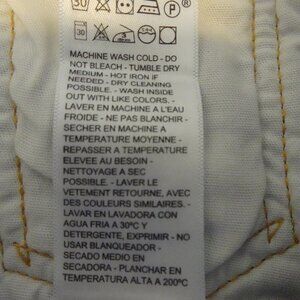 30 P ®
30
MACHINE WASH COLD - DO
NOT BLEACH - TUMBLE DRY
MEDIUM - HOT IRON IF
NEEDED - DRY CLEANING
POSSIBLE. - WASH INSIDE
OUT WITH LIKE COLORS. -
LAVER EN MACHINE A L'EAU
FROIDE - NE PAS BLANCHIR -
SECHER EN MACHINE A
TEMPERATURE MOYENNE -
REPASSER A TEMPERATURE
ELEVEE AU BESOIN -
NETTOYAGE A SEC
POSSIBLE. - LAVER LE
VETEMENT RETOURNE, AVEC
DES COULEURS SIMILAIRES. -
LAVAR EN LAVADORA CON
AGUA FRIA A 30ºC Y
DETERGENTE, EXPRIMIR - NO
USAR BLANQUEADOR -
SECADO MEDIO EN
SECADORA - PLANCHAR EN
TEMPERATURA ALTA A 200ºC